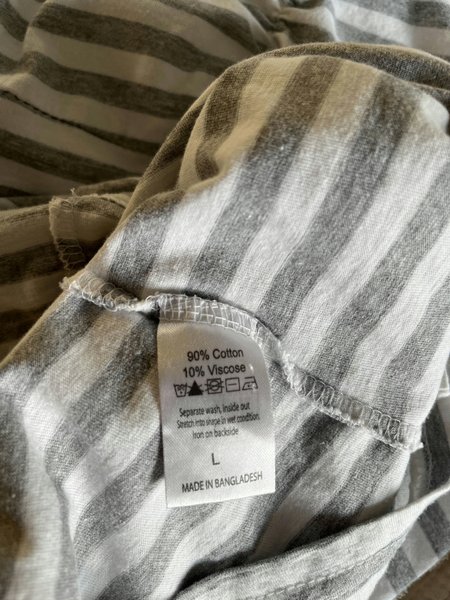 90% Cotton
10% Viscose
Separate wash, inside out
Stretch into snape in wet condition.
Iron on backside
L
MADE IN BANGLADESH